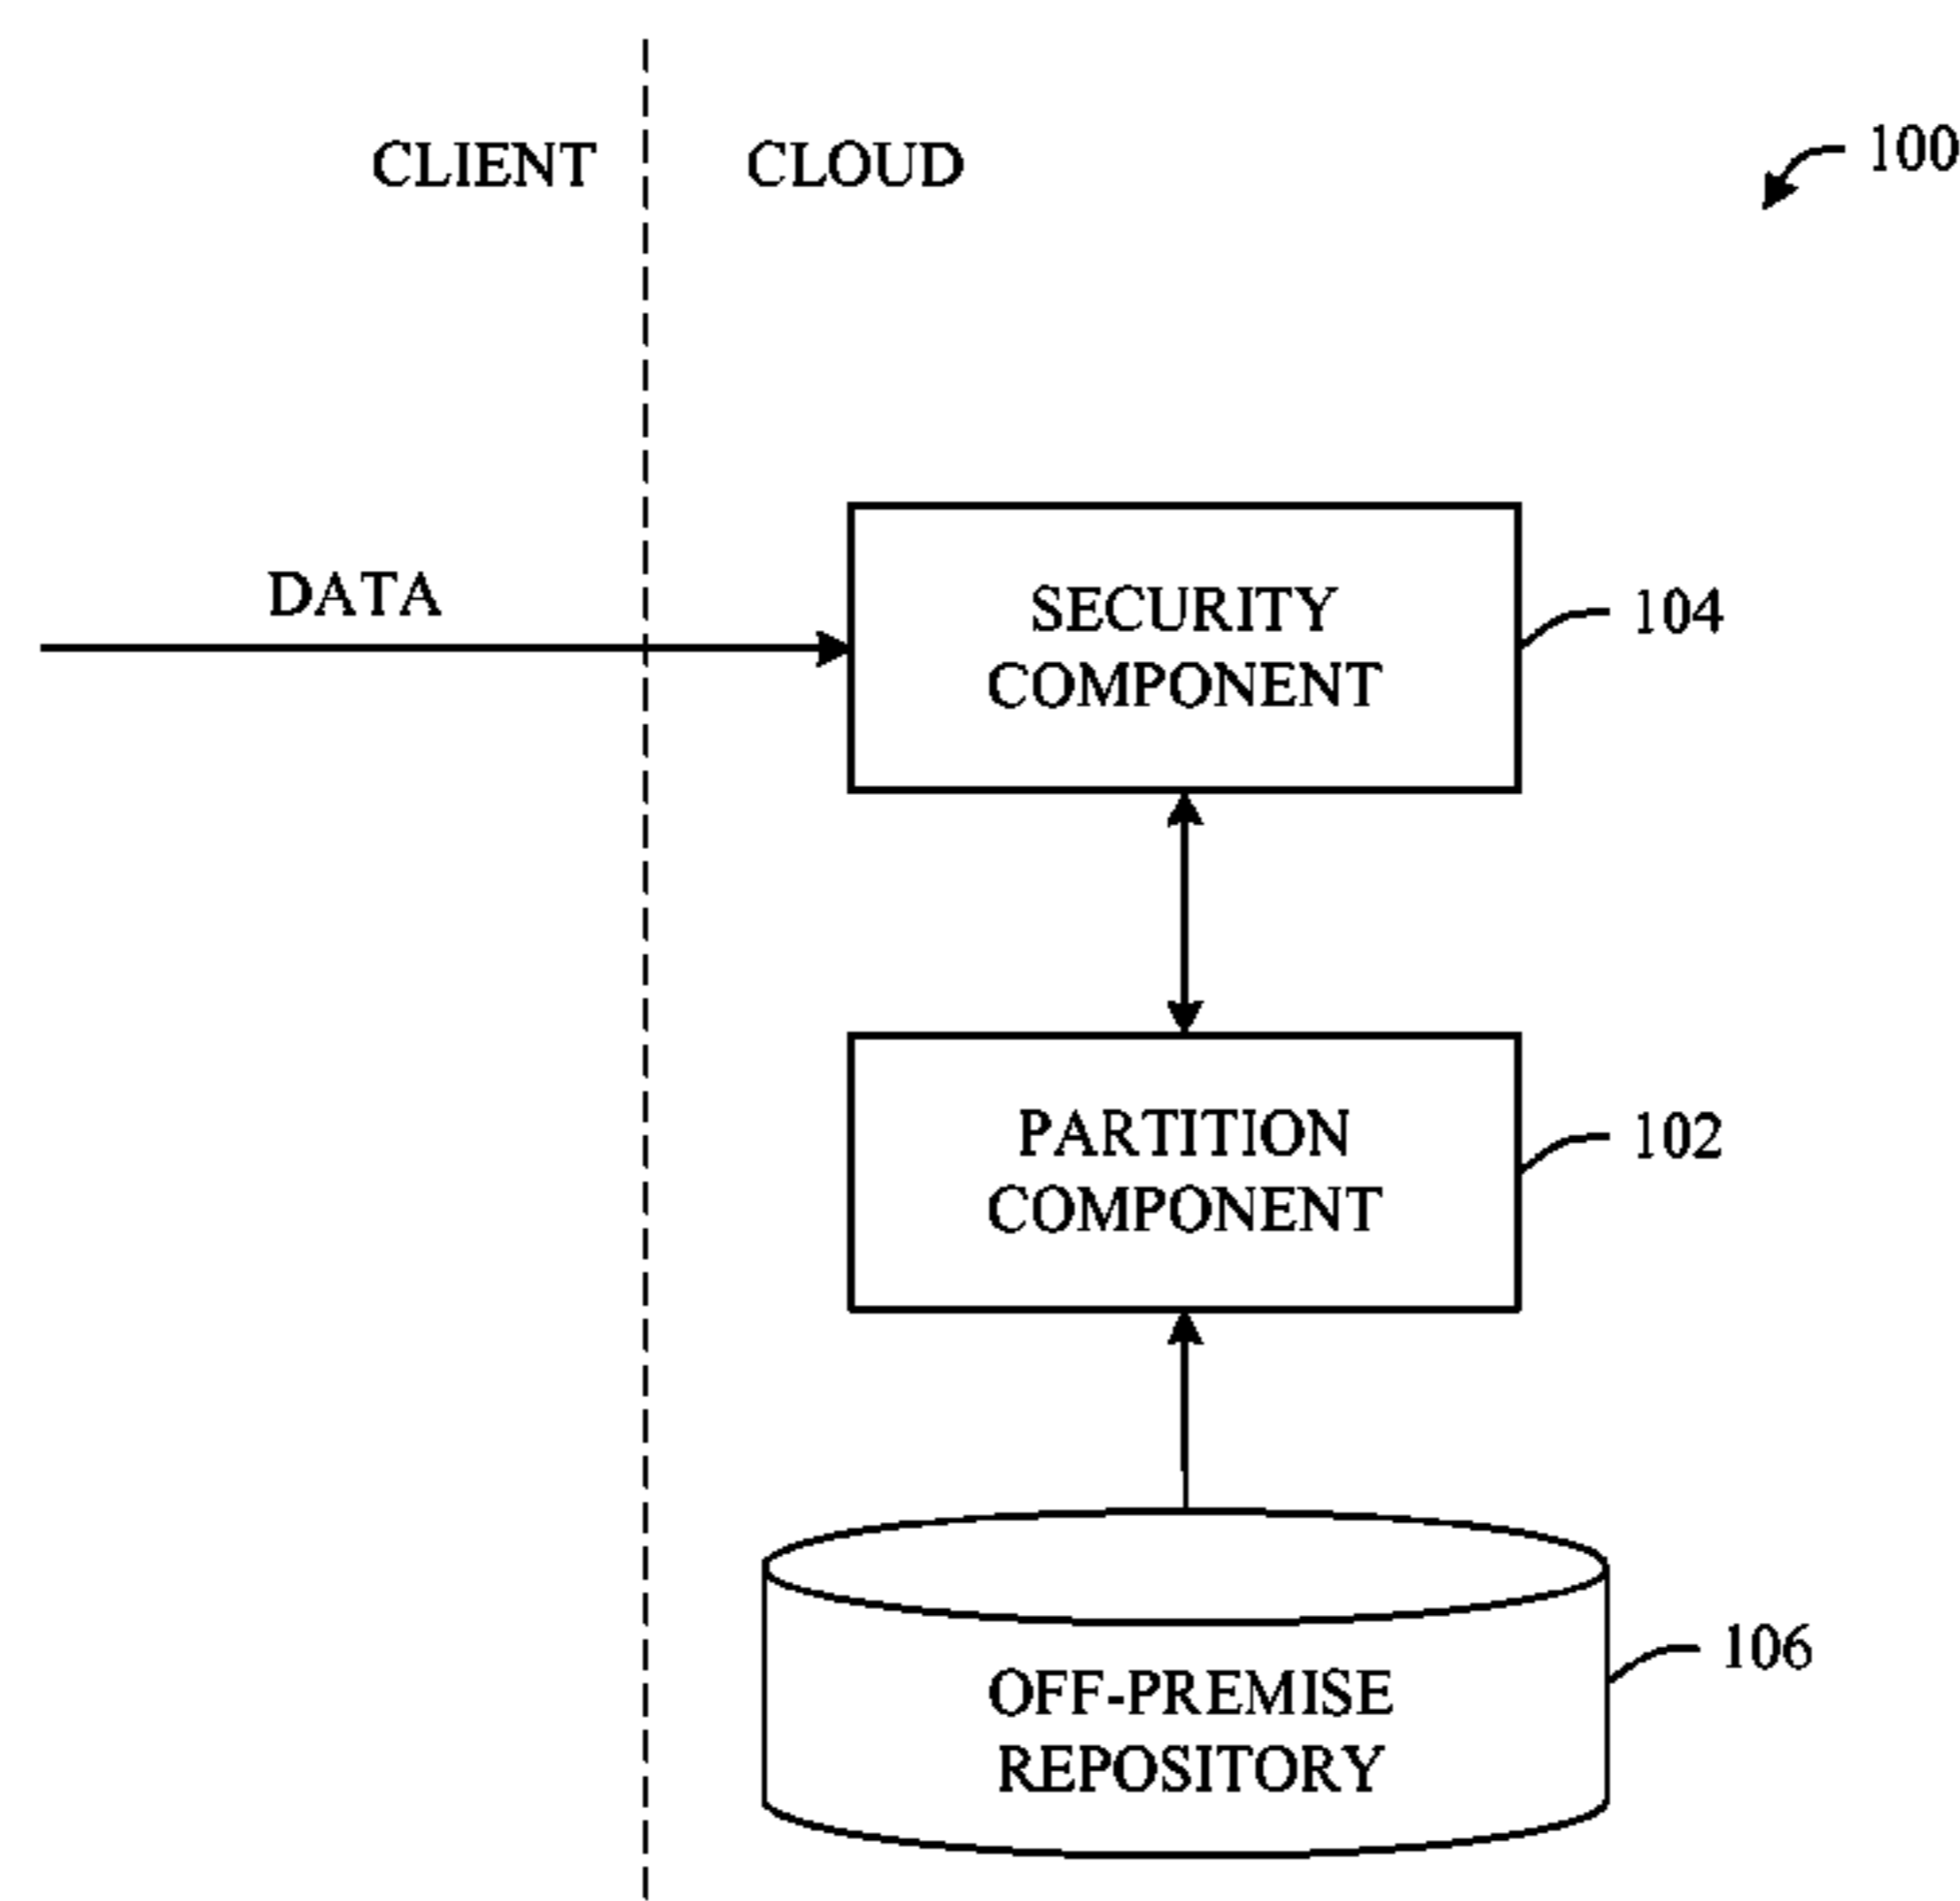 CLIENT
CLOUD
100
DATA
SECURITY
COMPONENT
104
PARTITION
COMPONENT
102
OFF-PREMISE
REPOSITORY
106